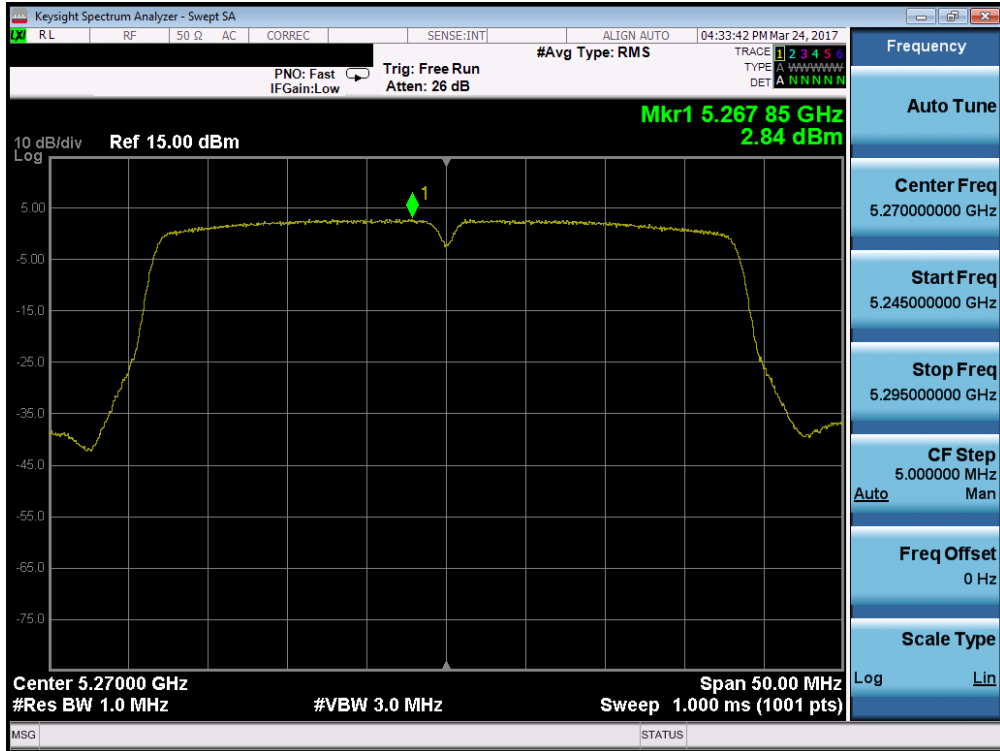 Keysight Spectrum Analyzer - Swept SA
LXI RL RF 50 Ω AC CORREC SENSE:INT ALIGN AUTO 04:33:42 PM Mar 24, 2017
#Avg Type: RMS TRACE 1 2 3 4 5 6
PNO: Fast Trig: Free Run TYPE A WWWWW
IFGain:Low Atten: 26 dB DET A N N N N N
Mkr1 5.267 85 GHz
2.84 dBm
10 dB/div Ref 15.00 dBm
Log
1
5.00
-5.00
-15.0
-25.0
-35.0
-45.0
-55.0
-65.0
-75.0
Center 5.27000 GHz Span 50.00 MHz
#Res BW 1.0 MHz #VBW 3.0 MHz Sweep 1.000 ms (1001 pts)
MSG STATUS
Frequency
Auto Tune
Center Freq
5.270000000 GHz
Start Freq
5.245000000 GHz
Stop Freq
5.295000000 GHz
CF Step
5.000000 MHz
Auto Man
Freq Offset
0 Hz
Scale Type
Log Lin